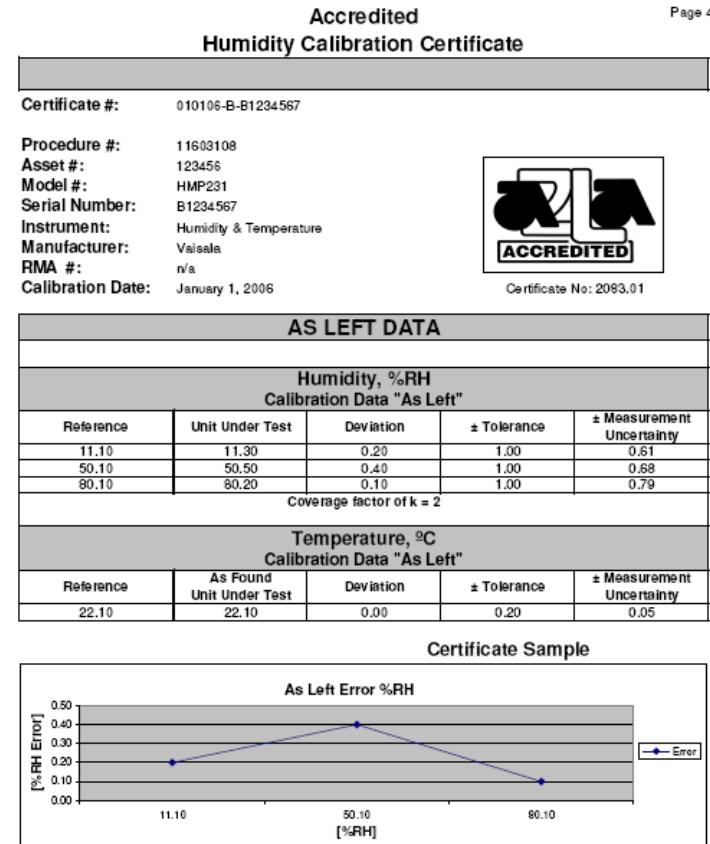 Accredited
Page 4
Humidity Calibration Certificate
Certificate #: 010106-B-B1234567
Procedure #: 11603108
Asset #: 123456
Model #: HMP231
Serial Number: B1234567
Instrument: Humidity & Temperature
Manufacturer: Vaisala
RMA #: n/a
Calibration Date: January 1, 2006
A2LA
ACCREDITED
Certificate No: 2093.01
AS LEFT DATA
Humidity, %RH
Calibration Data "As Left"
Reference Unit Under Test Deviation ± Tolerance ± Measurement Uncertainty
11.10 11.30 0.20 1.00 0.61
50.10 50.50 0.40 1.00 0.68
80.10 80.20 0.10 1.00 0.79
Coverage factor of k = 2
Temperature, ºC
Calibration Data "As Left"
Reference As Found Unit Under Test Deviation ± Tolerance ± Measurement Uncertainty
22.10 22.10 0.00 0.20 0.05
Certificate Sample
As Left Error %RH
[%RH Error]
0.50
0.40
0.30
0.20
0.10
0.00
11.10 50.10 80.10
[%RH]
Error